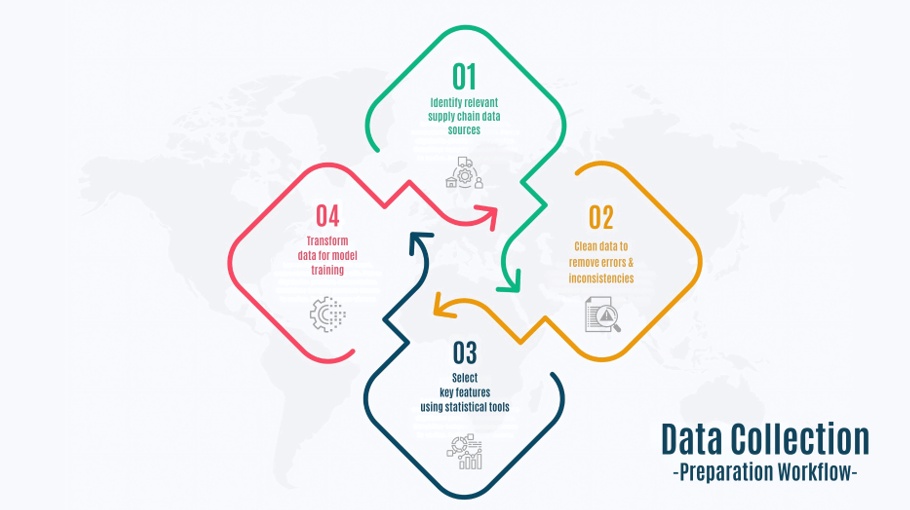 01
Identify relevant
supply chain data
sources
02
Clean data to
remove errors &
inconsistencies
03
Select
key features
using statistical tools
04
Transform
data for model
training
Data Collection
-Preparation Workflow-